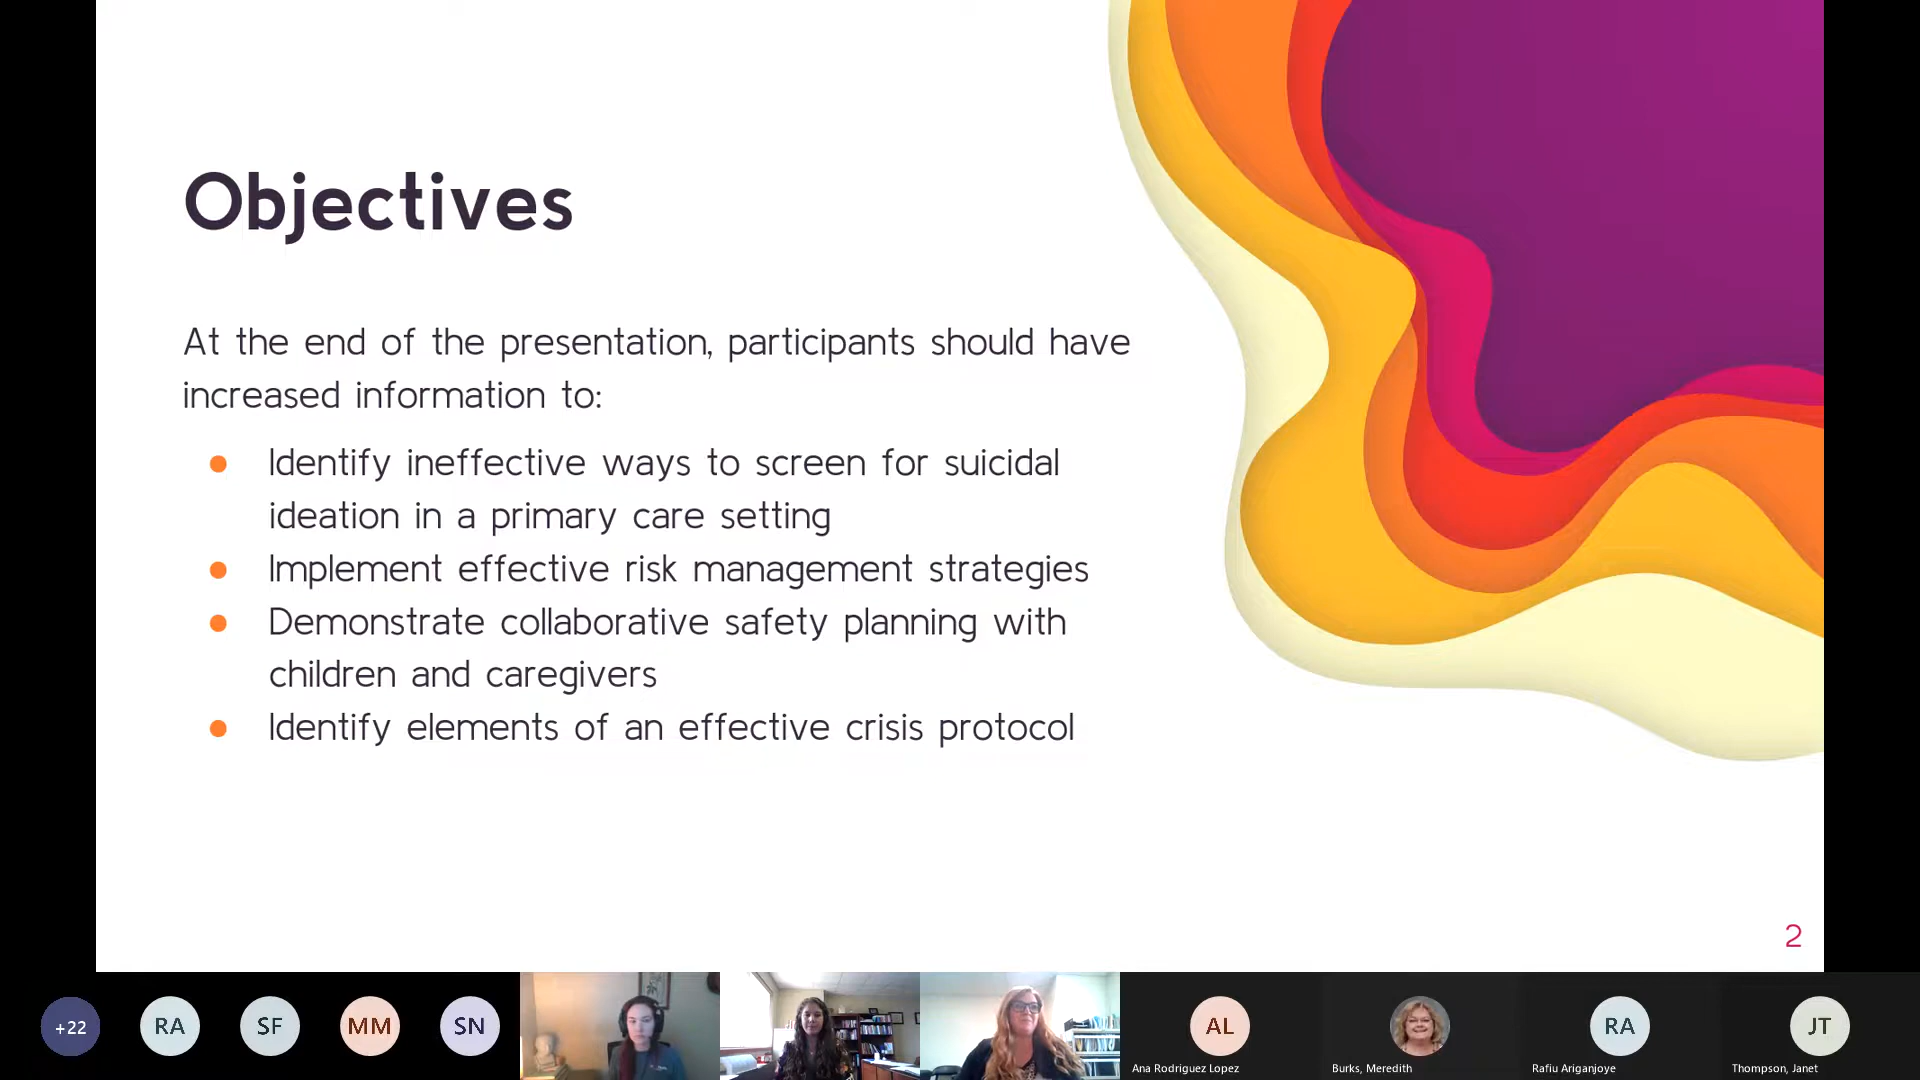 Objectives
At the end of the presentation, participants should have
increased information to:
● Identify ineffective ways to screen for suicidal
ideation in a primary care setting
● Implement effective risk management strategies
● Demonstrate collaborative safety planning with
children and caregivers
● Identify elements of an effective crisis protocol
2
+22
RA
SF
MM
SN
AL
RA
JT
Ana Rodriguez Lopez
Burks, Meredith
Rafiu Ariganjoye
Thompson, Janet